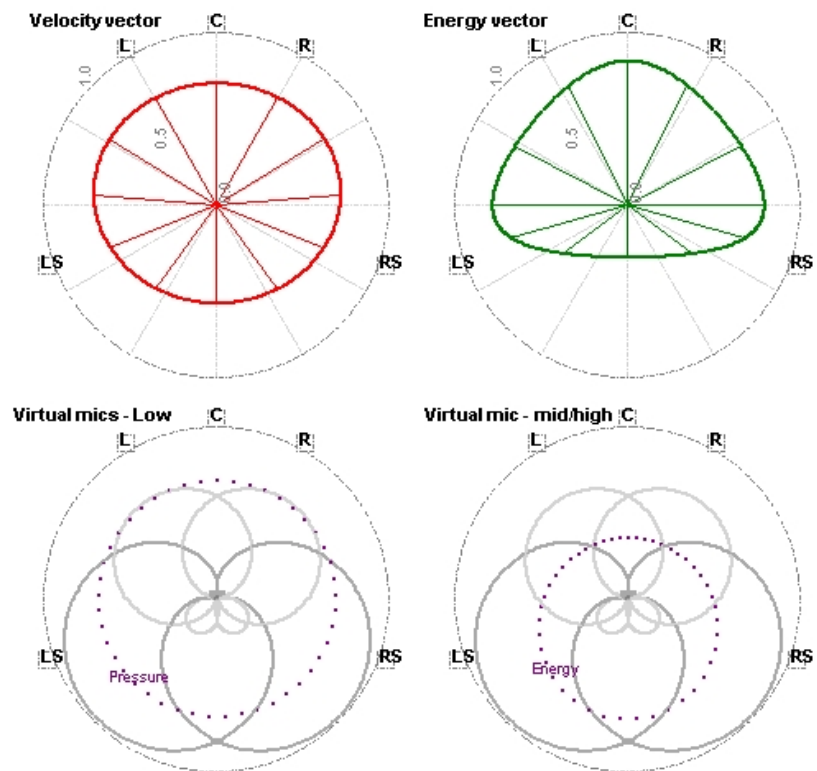 Velocity vector
C
L
R
1.0
0.5
0.0
LS
RS
Energy vector
C
L
R
1.0
0.5
0.0
LS
RS
Virtual mics - Low
C
L
R
LS
RS
Pressure
Virtual mic - mid/high
C
L
R
LS
RS
Energy